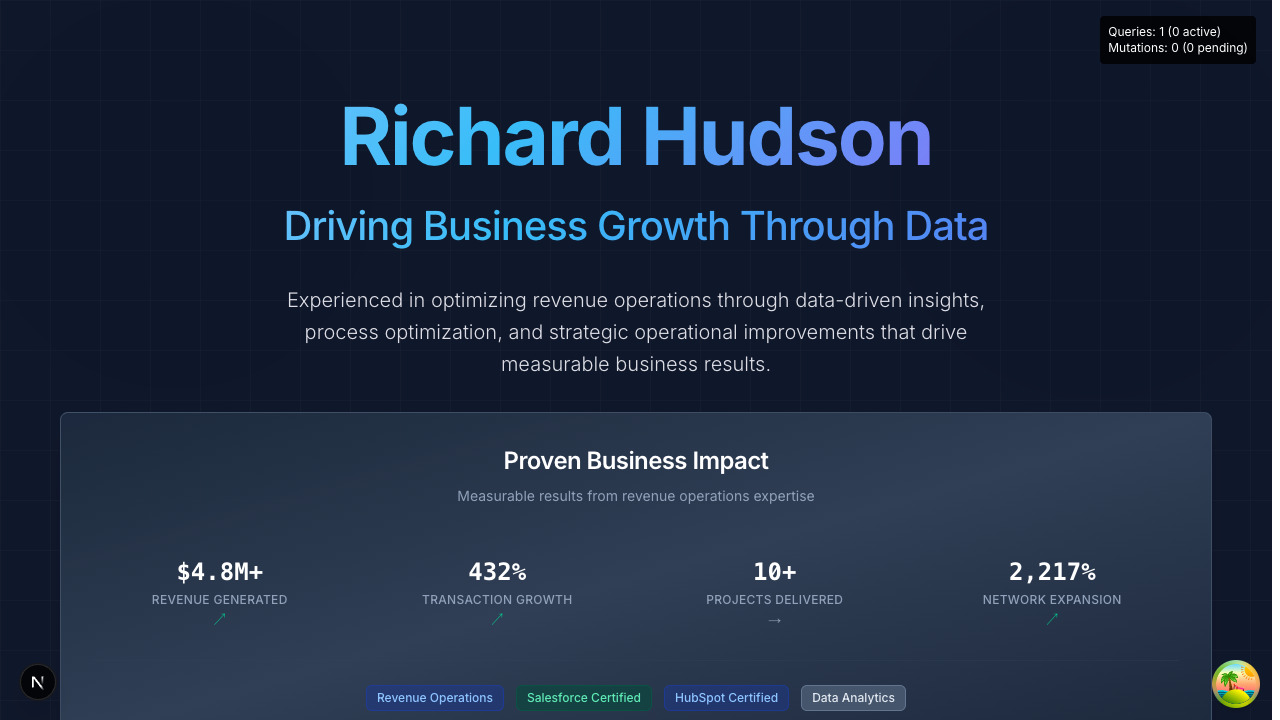 Queries: 1 (0 active)
Mutations: 0 (0 pending)
Richard Hudson
Driving Business Growth Through Data
Experienced in optimizing revenue operations through data-driven insights,
process optimization, and strategic operational improvements that drive
measurable business results.
Proven Business Impact
Measurable results from revenue operations expertise
$4.8M+ 432% 10+ 2,217%
REVENUE GENERATED TRANSACTION GROWTH PROJECTS DELIVERED NETWORK EXPANSION
↗ ↗ → ↗
N
Revenue Operations Salesforce Certified HubSpot Certified Data Analytics